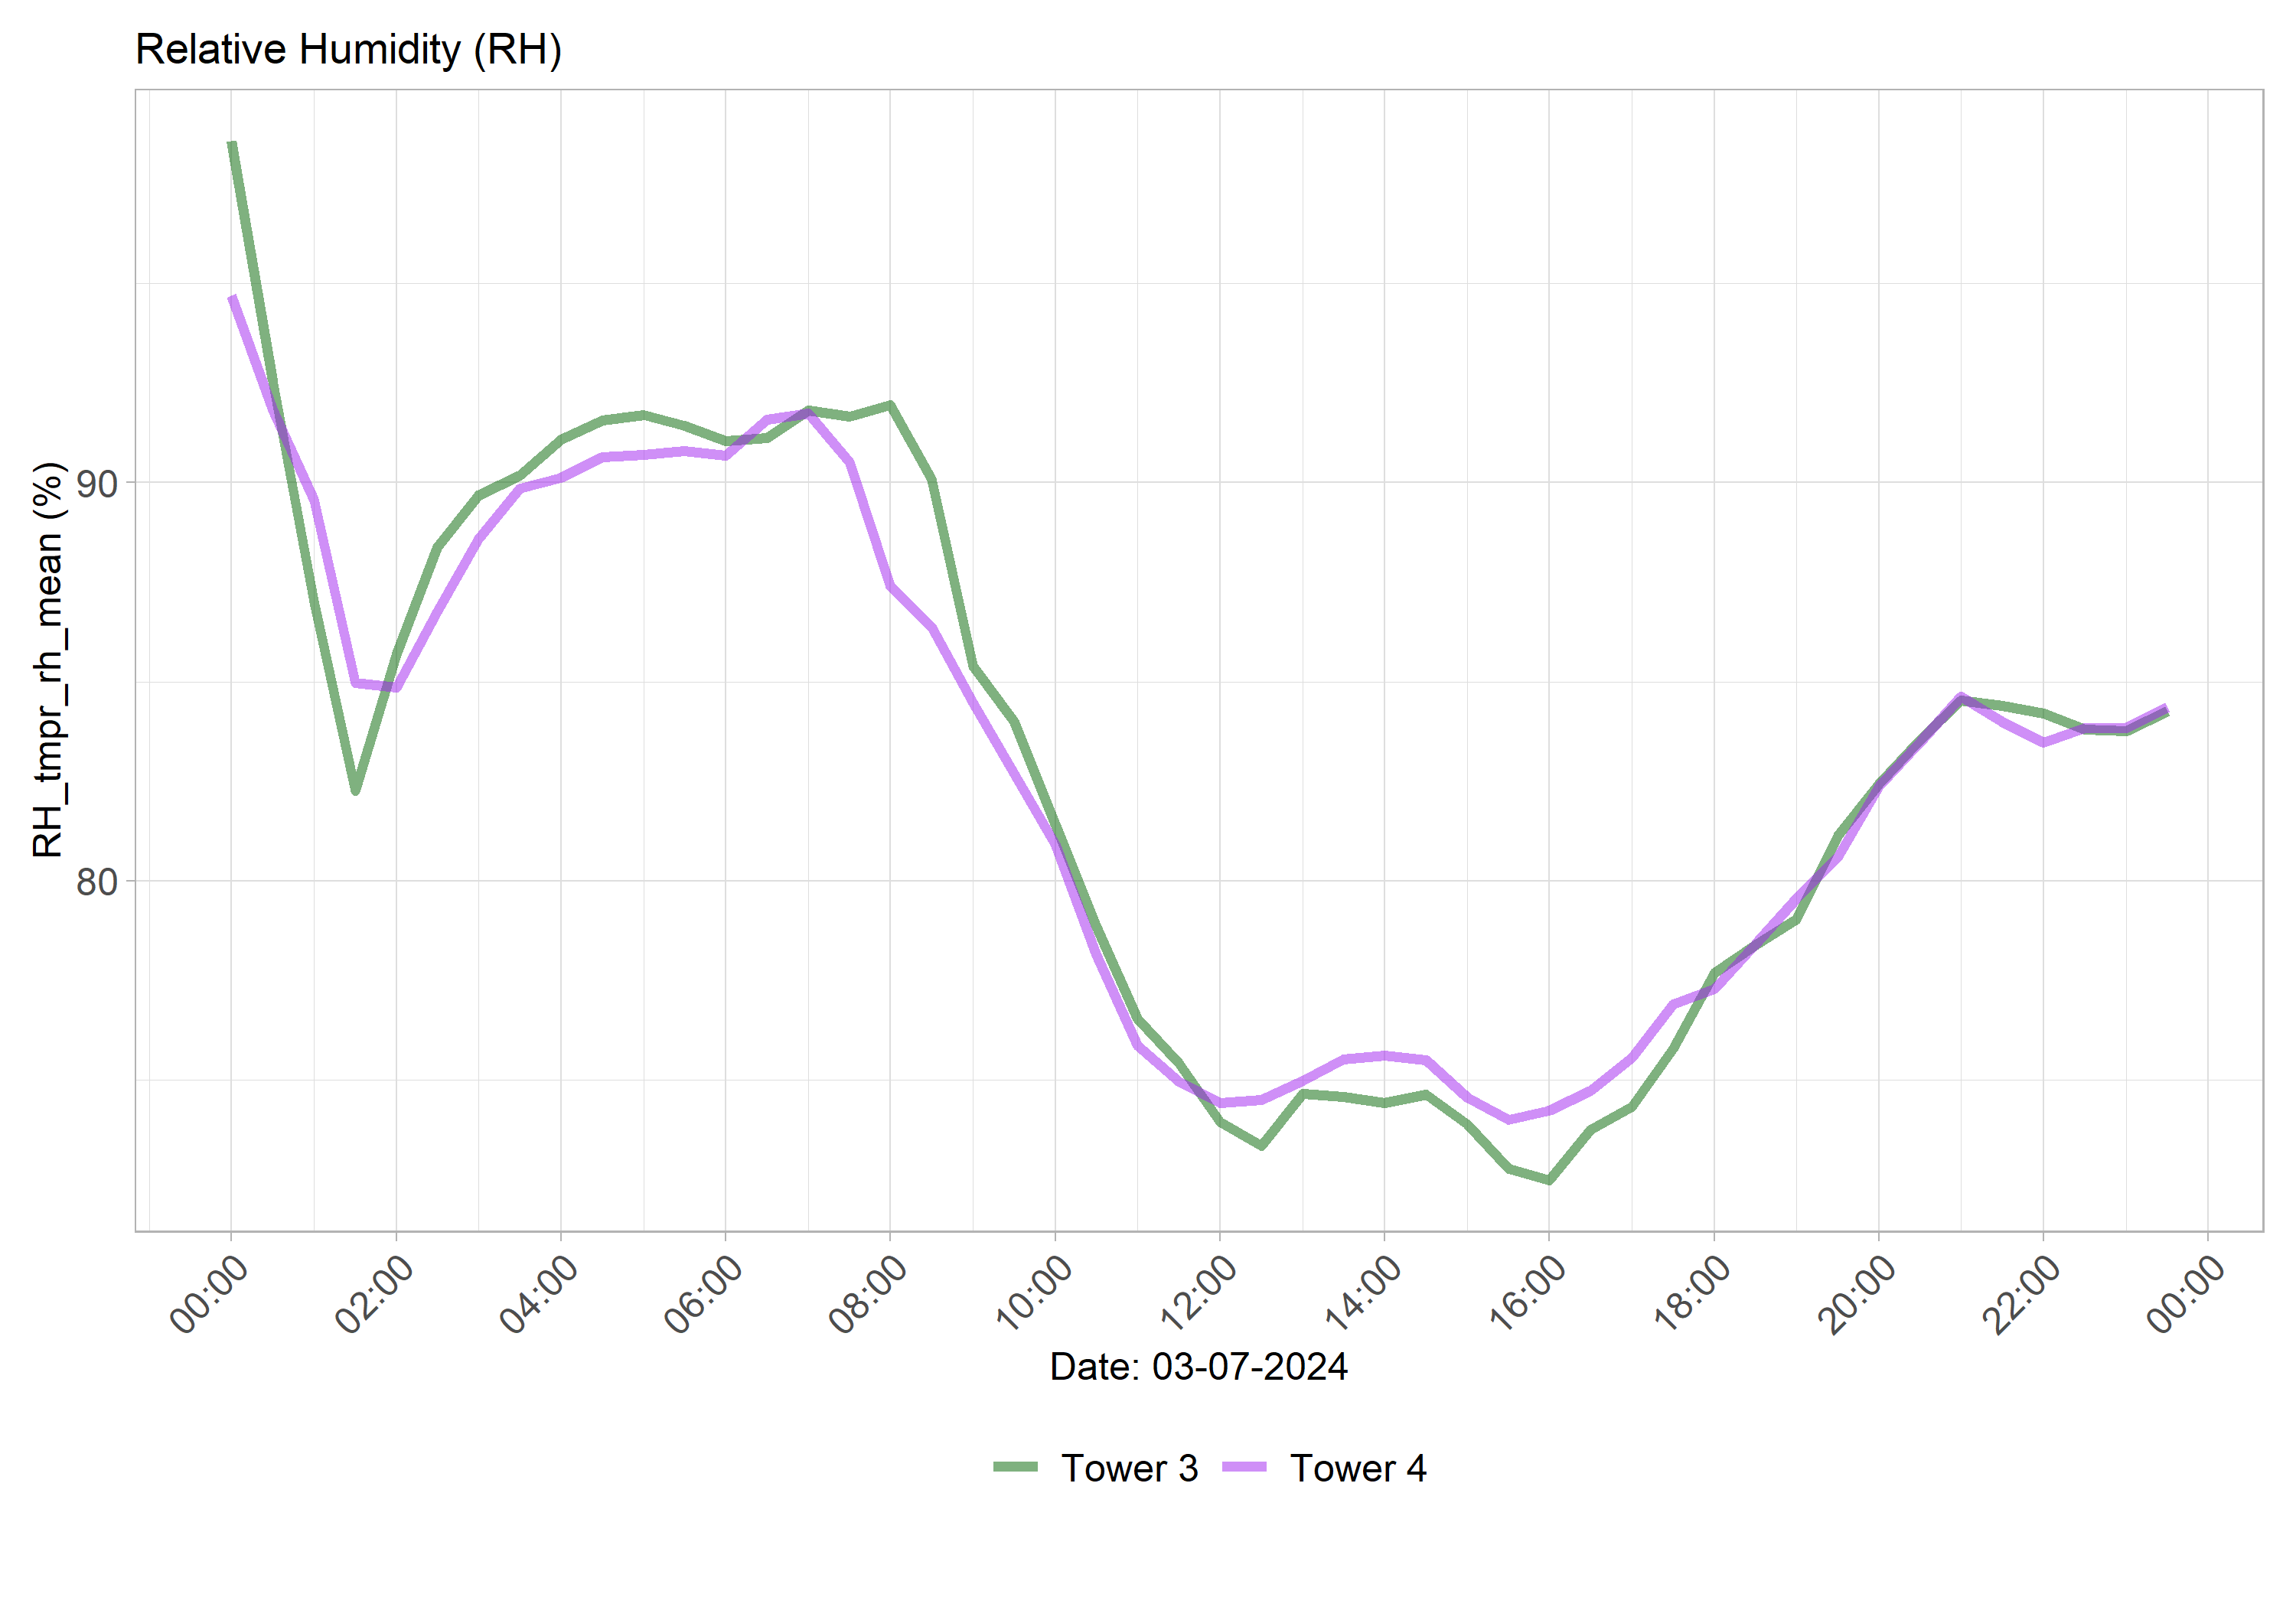 Relative Humidity (RH)
RH_tmpr_rh_mean (%)
90
80
00:00 02:00 04:00 06:00 08:00 10:00 12:00 14:00 16:00 18:00 20:00 22:00 00:00
Date: 03-07-2024
Tower 3 Tower 4